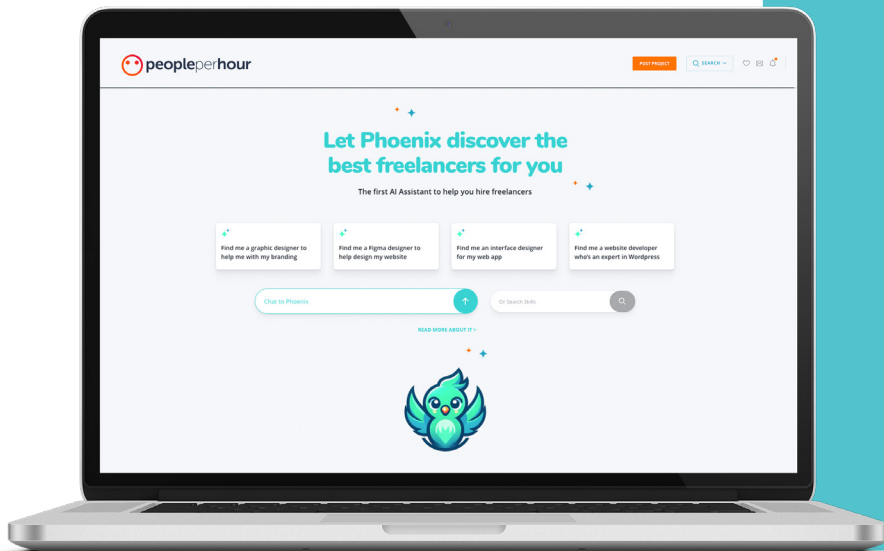 peopleperhour
POST PROJECT
SEARCH
Let Phoenix discover the
best freelancers for you
The first AI Assistant to help you hire freelancers
Find me a graphic designer to
help me with my branding
Find me a Figma designer to
help design my website
Find me an interface designer
for my web app
Find me a website developer
who's an expert in Wordpress
Chat to Phoenix
Or Search Skills
READ MORE ABOUT IT >